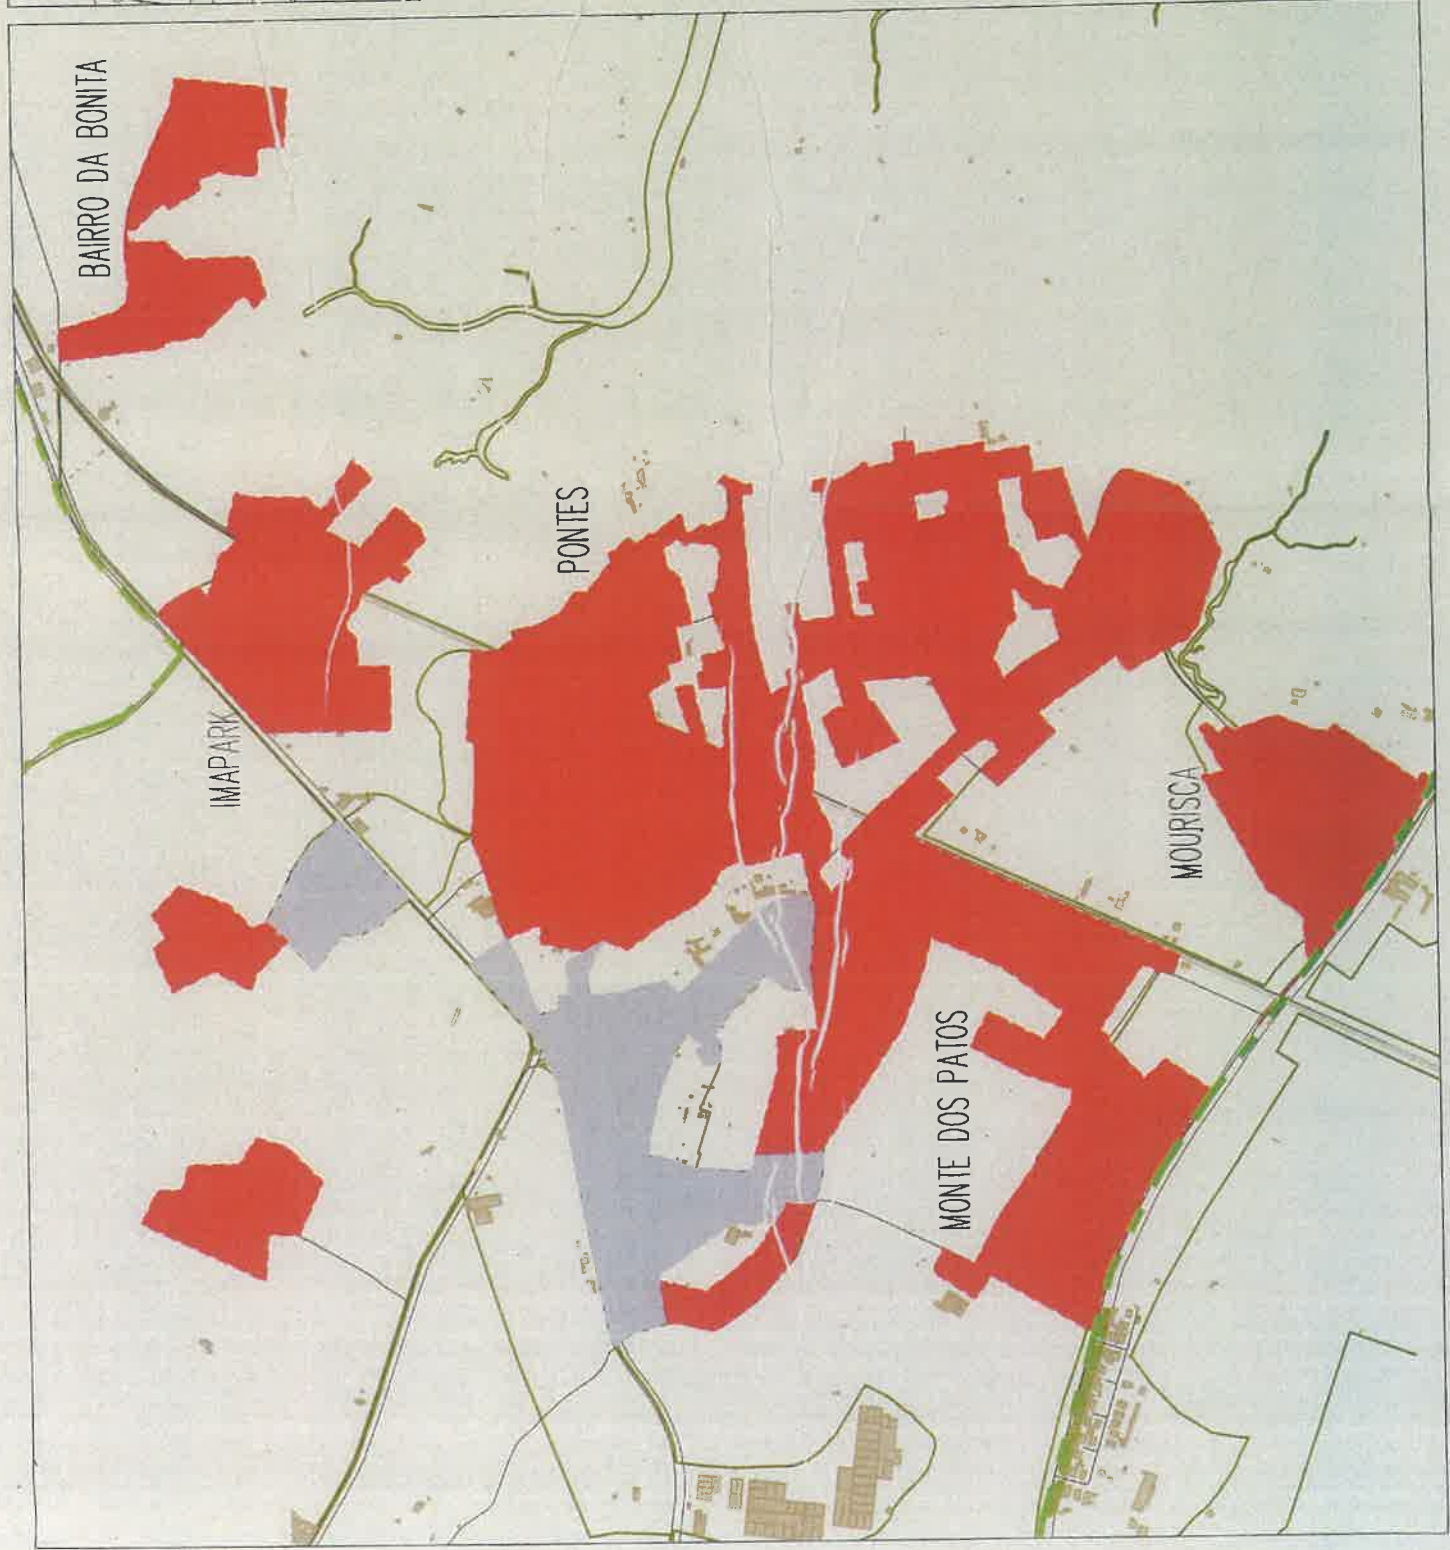 BAIRRO DA BONITA
IMAPARK
PONTES
MOURISCA
MONTE DOS PATOS